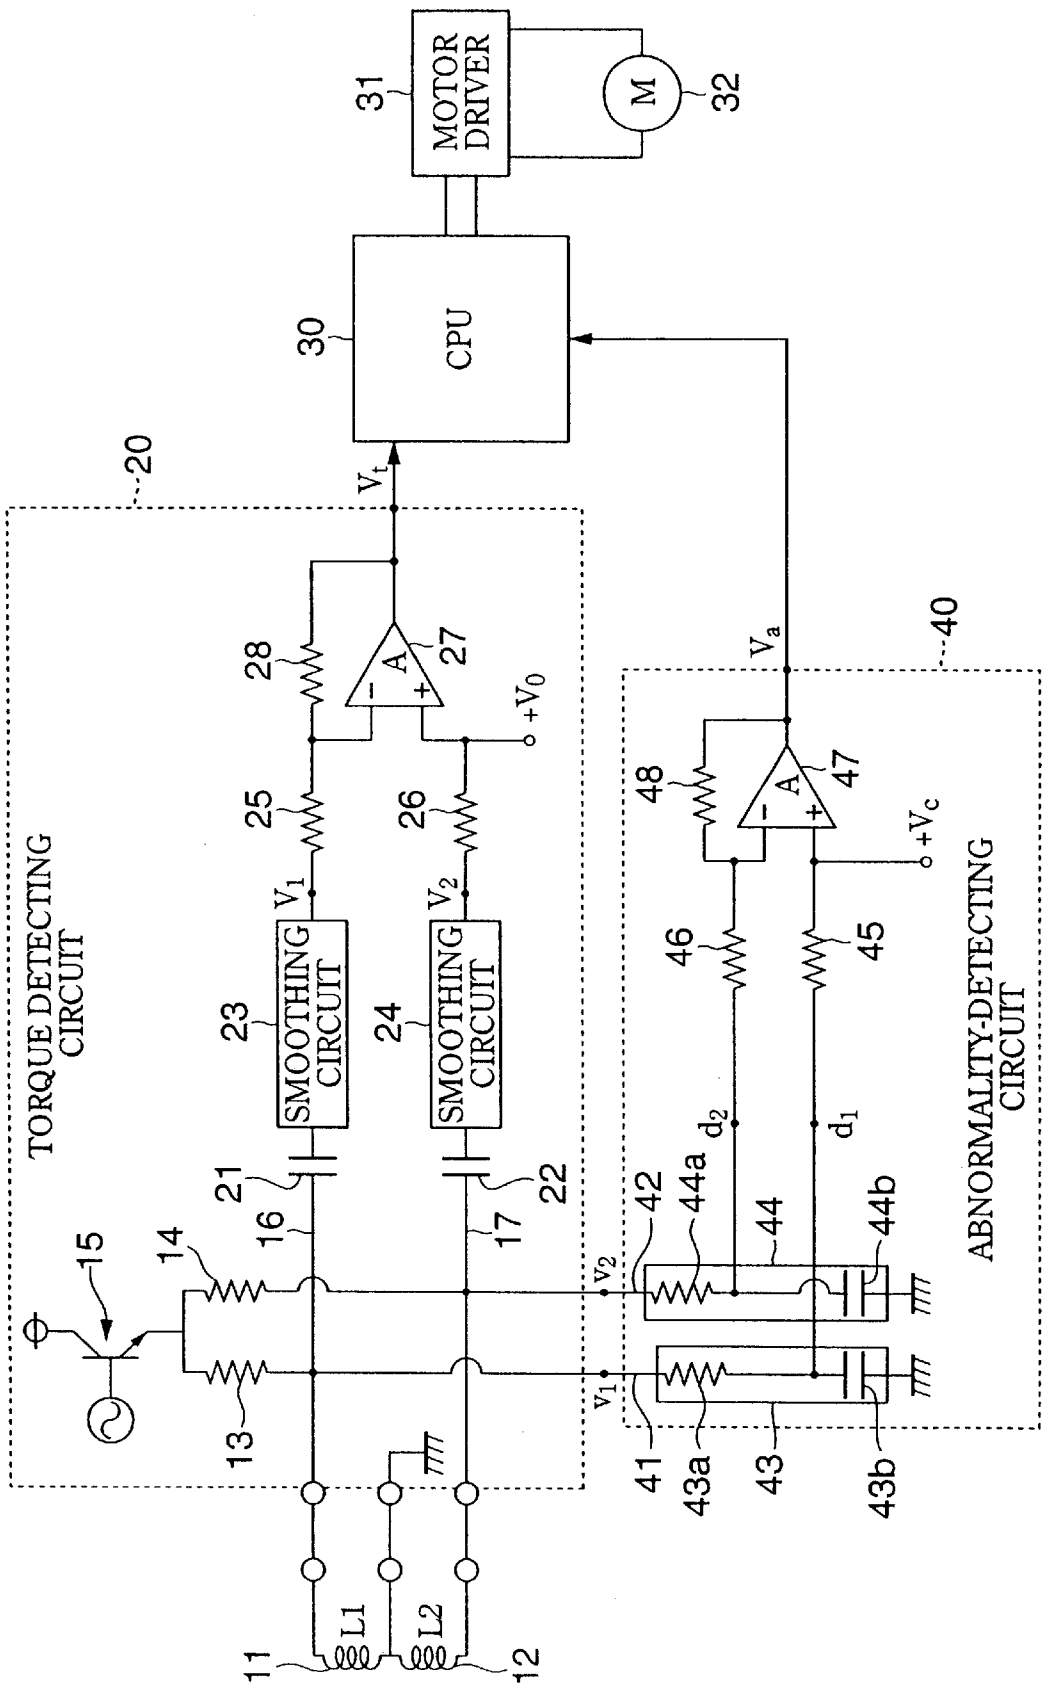 TORQUE DETECTING
CIRCUIT
20
15
14
13
16
17
21
22
23
SMOOTHING
CIRCUIT
24
SMOOTHING
CIRCUIT
V1
V2
25
26
28
A
−
+
27
+V0
Vt
11
L1
L2
12
30
CPU
31
MOTOR
DRIVER
M
32
v1
v2
41
42
43a
43
43b
44a
44
44b
d2
d1
46
45
48
A
−
+
47
+Vc
Va
40
ABNORMALITY-DETECTING
CIRCUIT